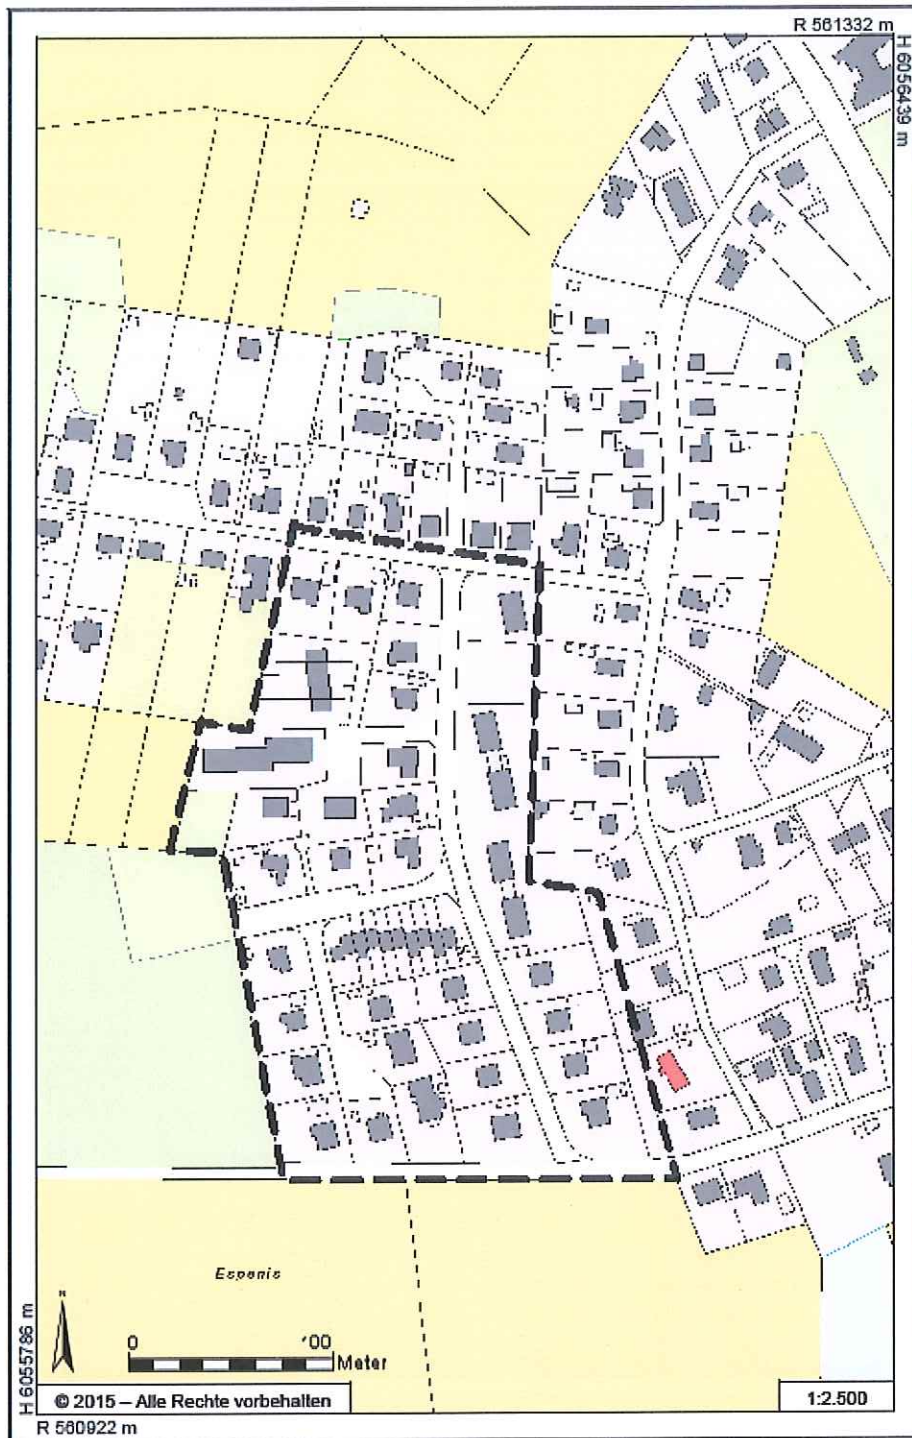 R 561332 m
H 6056439 m
Espenis
N
0 100
Meter
H 6055786 m
© 2015 – Alle Rechte vorbehalten
1:2.500
R 560922 m